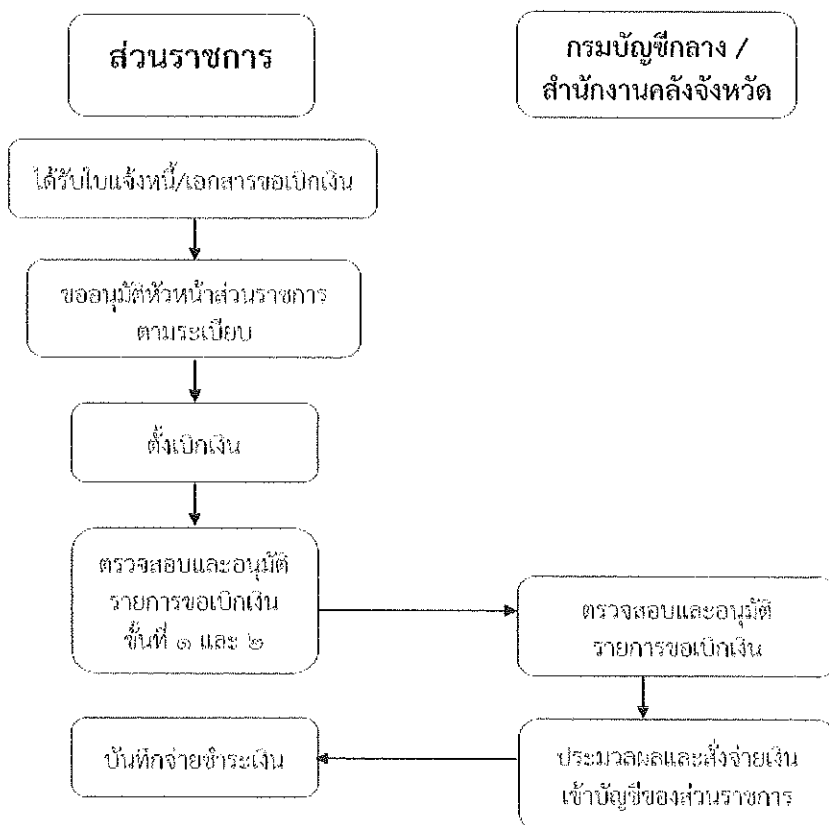 ส่วนราชการ
กรมบัญชีกลาง /
สำนักงานคลังจังหวัด
ได้รับใบแจ้งหนี้/เอกสารขอเบิกเงิน
ขออนุมัติหัวหน้าส่วนราชการ
ตามระเบียบ
ตั้งเบิกเงิน
ตรวจสอบและอนุมัติ
รายการขอเบิกเงิน
ขั้นที่ ๑ และ ๒
ตรวจสอบและอนุมัติ
รายการขอเบิกเงิน
ประมวลผลและสั่งจ่ายเงิน
เข้าบัญชีของส่วนราชการ
บันทึกจ่ายชำระเงิน